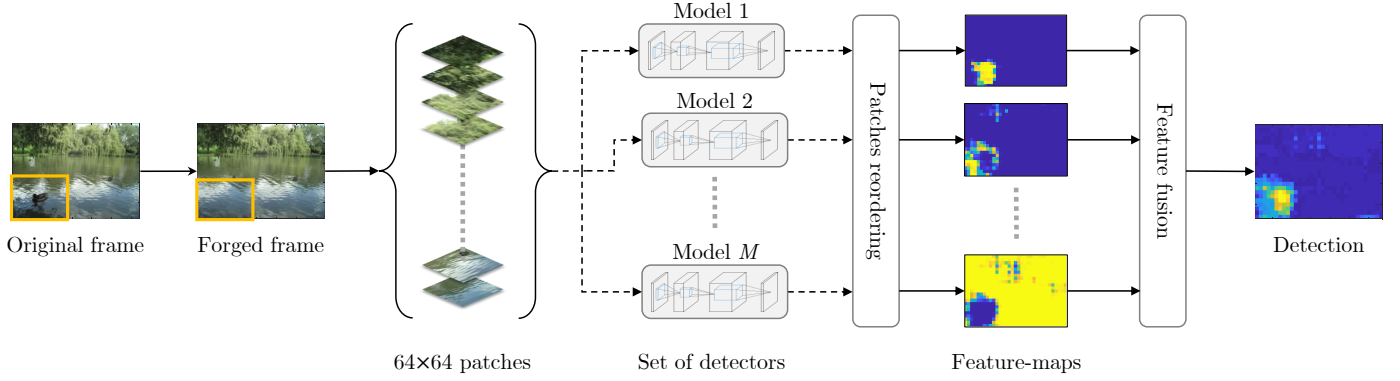 Model 1
Model 2
Model M
Patches reordering
Feature fusion
Original frame
Forged frame
Detection
64×64 patches
Set of detectors
Feature-maps